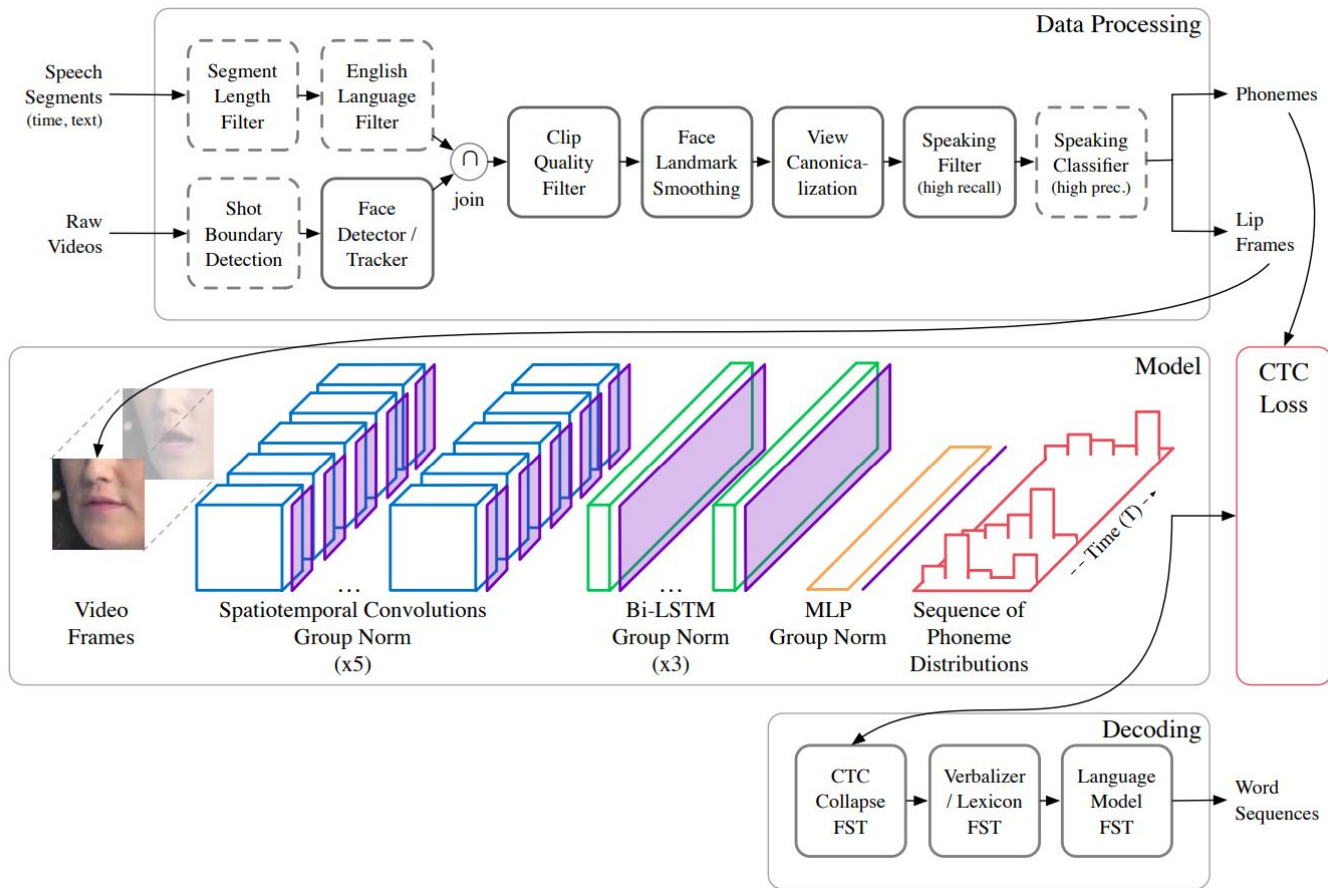 Data Processing
Speech
Segments
(time, text)
Segment
Length
Filter
English
Language
Filter
Raw
Videos
Shot
Boundary
Detection
Face
Detector /
Tracker
∩
join
Clip
Quality
Filter
Face
Landmark
Smoothing
View
Canonica-
lization
Speaking
Filter
(high recall)
Speaking
Classifier
(high prec.)
Phonemes
Lip
Frames
Model
CTC
Loss
Video
Frames
...
Spatiotemporal Convolutions
Group Norm
(x5)
...
Bi-LSTM
Group Norm
(x3)
MLP
Group Norm
Time (T)
Sequence of
Phoneme
Distributions
Decoding
CTC
Collapse
FST
Verbalizer
/ Lexicon
FST
Language
Model
FST
Word
Sequences